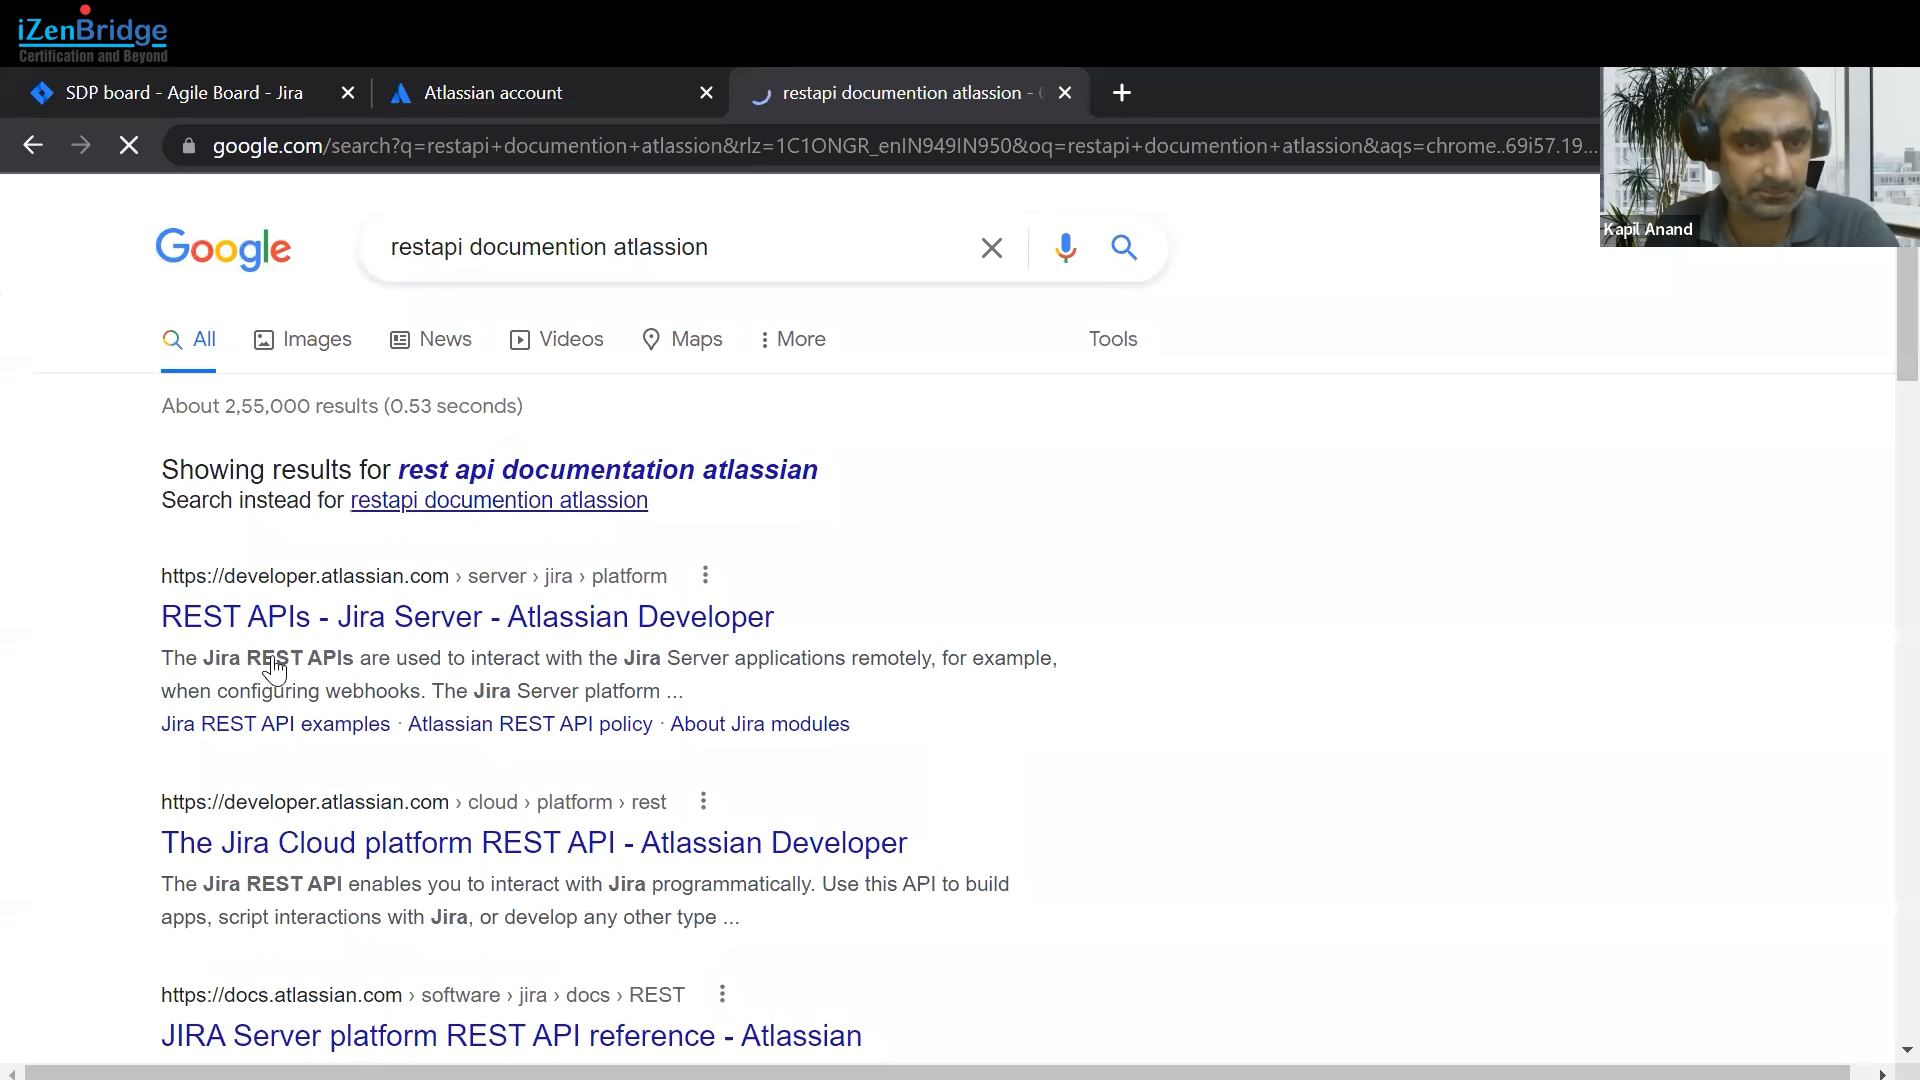 iZenBridge
Certification and Beyond
SDP board - Agile Board - Jira
Atlassian account
restapi documention atlassian -
google.com/search?q=restapi+documention+atlassion&rlz=1C1ONGR_enIN949IN950&oq=restapi+documention+atlassion&aqs=chrome..69i57.19...
Kapil Anand
Google
restapi documention atlassion
All
Images
News
Videos
Maps
More
Tools
About 2,55,000 results (0.53 seconds)
Showing results for rest api documentation atlassian
Search instead for restapi documention atlassion
https://developer.atlassian.com › server › jira › platform
REST APIs - Jira Server - Atlassian Developer
The Jira REST APIs are used to interact with the Jira Server applications remotely, for example,
when configuring webhooks. The Jira Server platform ...
Jira REST API examples · Atlassian REST API policy · About Jira modules
https://developer.atlassian.com › cloud › platform › rest
The Jira Cloud platform REST API - Atlassian Developer
The Jira REST API enables you to interact with Jira programmatically. Use this API to build
apps, script interactions with Jira, or develop any other type ...
https://docs.atlassian.com › software › jira › docs › REST
JIRA Server platform REST API reference - Atlassian